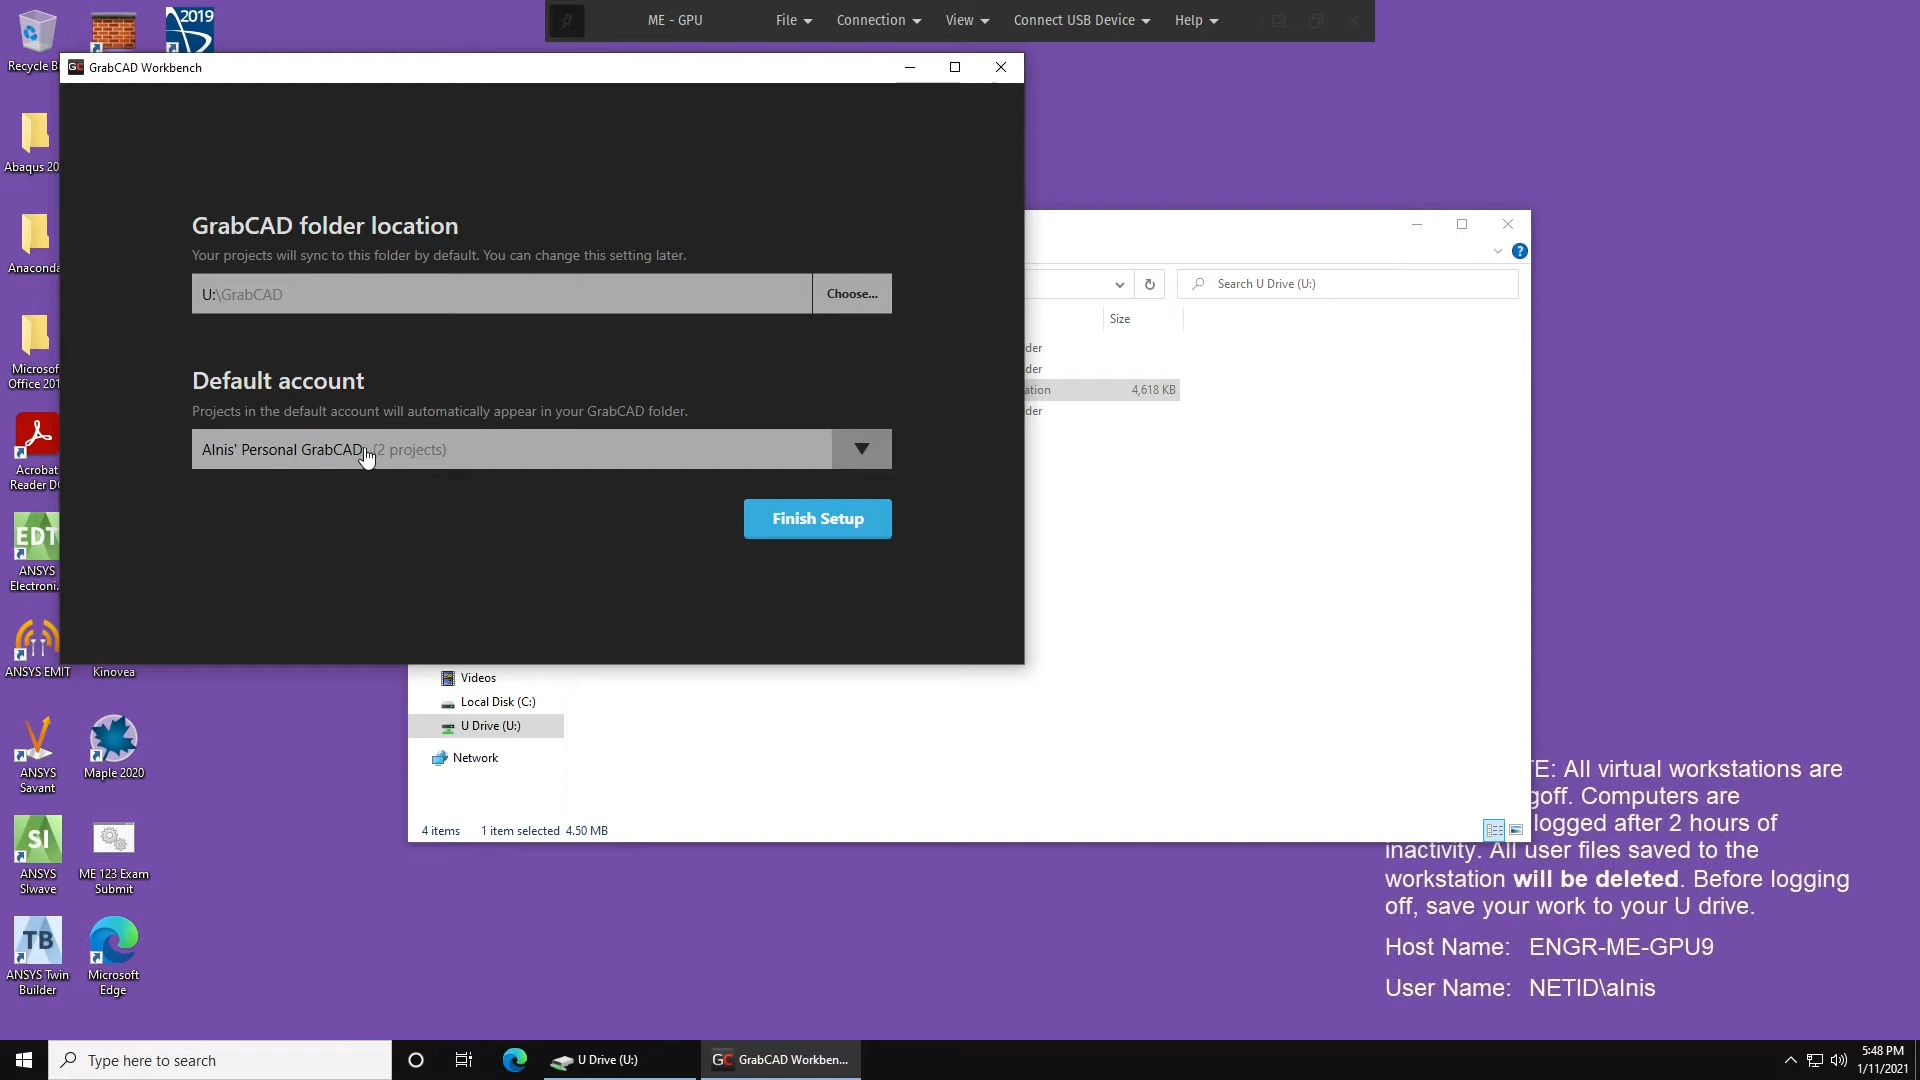 ME - GPU
File
Connection
View
Connect USB Device
Help
2019
Recycle B
GC GrabCAD Workbench
GrabCAD folder location
Your projects will sync to this folder by default. You can change this setting later.
U:\GrabCAD
Choose...
Default account
Projects in the default account will automatically appear in your GrabCAD folder.
AInis' Personal GrabCAD (2 projects)
Finish Setup
Search U Drive (U:)
Size
der
der
ation 4,618 KB
der
Videos
Local Disk (C:)
U Drive (U:)
Network
4 items 1 item selected 4.50 MB
Abaqus 20
Anaconda
Microsof
Office 201
Acrobat
Reader D
EDT
ANSYS
Electroni...
ANSYS EMIT
Kinovea
ANSYS
Savant
Maple 2020
SI
ANSYS
SIwave
ME 123 Exam
Submit
TB
ANSYS Twin
Builder
Microsoft
Edge
TE: All virtual workstations are
goff. Computers are
logged after 2 hours of
inactivity. All user files saved to the
workstation will be deleted. Before logging
off, save your work to your U drive.
Host Name: ENGR-ME-GPU9
User Name: NETID\aInis
Type here to search
U Drive (U:)
GC GrabCAD Workben...
5:48 PM
1/11/2021